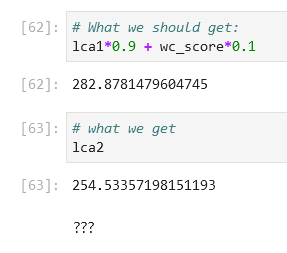 [62]: # What we should get:
lca1*0.9 + wc_score*0.1
[62]: 282.8781479604745
[63]: # what we get
lca2
[63]: 254.53357198151193
???